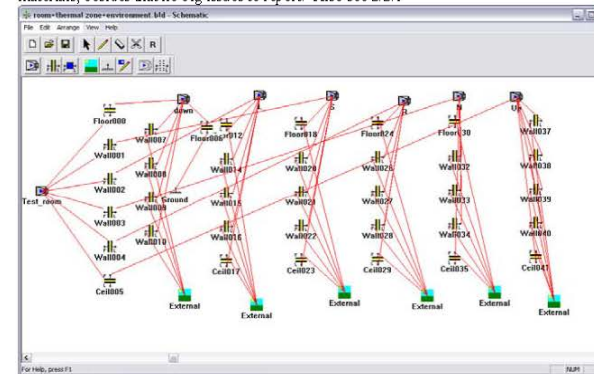 room+thermal zone+environment.bld - Schematic
File Edit Arrange View Help
R
down S R N Up
Floor000 Floor006 Floor012 Floor018 Floor024 Floor030 Wall037
Wall001 Wall007
Wall002 Wall008 Wall014 Wall020 Wall026 Wall032 Wall038
Test_room Wall003 Wall009 Ground Wall015 Wall021 Wall027 Wall033 Wall039
Wall004 Wall010 Wall016 Wall022 Wall028 Wall034 Wall040
Ceil005 Ceil017 Ceil023 Ceil029 Ceil035 Ceil041
External External External External External External
For Help, press F1 NUM